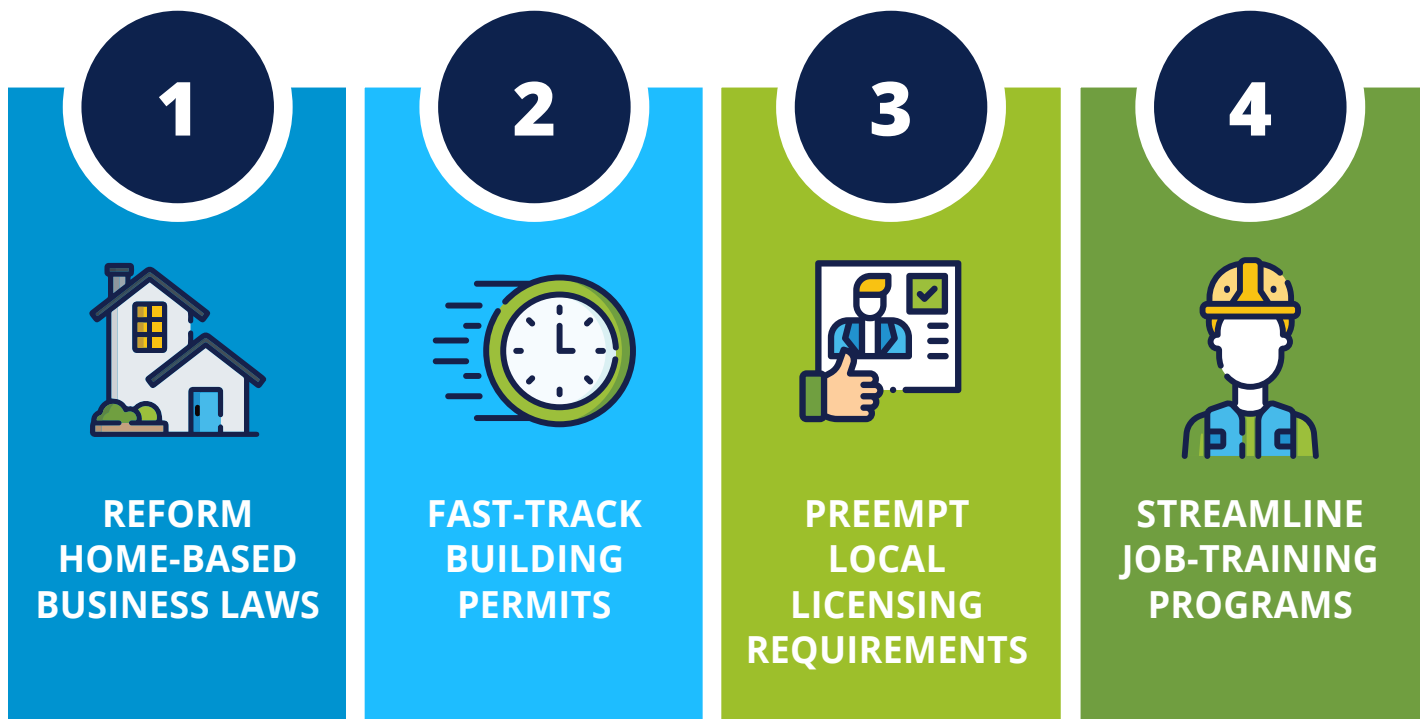 1
REFORM
HOME-BASED
BUSINESS LAWS
2
FAST-TRACK
BUILDING
PERMITS
3
PREEMPT
LOCAL
LICENSING
REQUIREMENTS
4
STREAMLINE
JOB-TRAINING
PROGRAMS